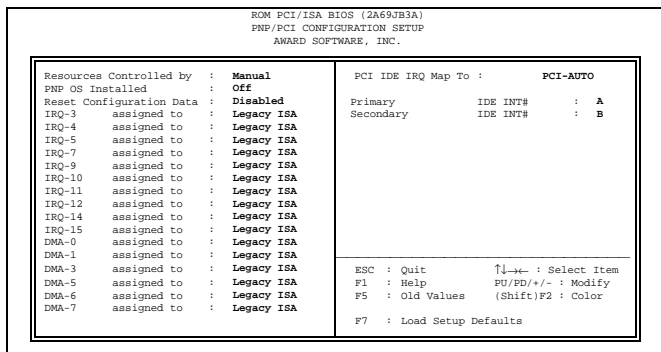 ROM PCI/ISA BIOS (2A69JB3A)
PNP/PCI CONFIGURATION SETUP
AWARD SOFTWARE, INC.
Resources Controlled by : Manual
PNP OS Installed : Off
Reset Configuration Data : Disabled
IRQ-3 assigned to : Legacy ISA
IRQ-4 assigned to : Legacy ISA
IRQ-5 assigned to : Legacy ISA
IRQ-7 assigned to : Legacy ISA
IRQ-9 assigned to : Legacy ISA
IRQ-10 assigned to : Legacy ISA
IRQ-11 assigned to : Legacy ISA
IRQ-12 assigned to : Legacy ISA
IRQ-14 assigned to : Legacy ISA
IRQ-15 assigned to : Legacy ISA
DMA-0 assigned to : Legacy ISA
DMA-1 assigned to : Legacy ISA
DMA-3 assigned to : Legacy ISA
DMA-5 assigned to : Legacy ISA
DMA-6 assigned to : Legacy ISA
DMA-7 assigned to : Legacy ISA
PCI IDE IRQ Map To : PCI-AUTO
Primary IDE INT# : A
Secondary IDE INT# : B
ESC : Quit ↑↓→← : Select Item
F1 : Help PU/PD/+/- : Modify
F5 : Old Values (Shift)F2 : Color
F7 : Load Setup Defaults